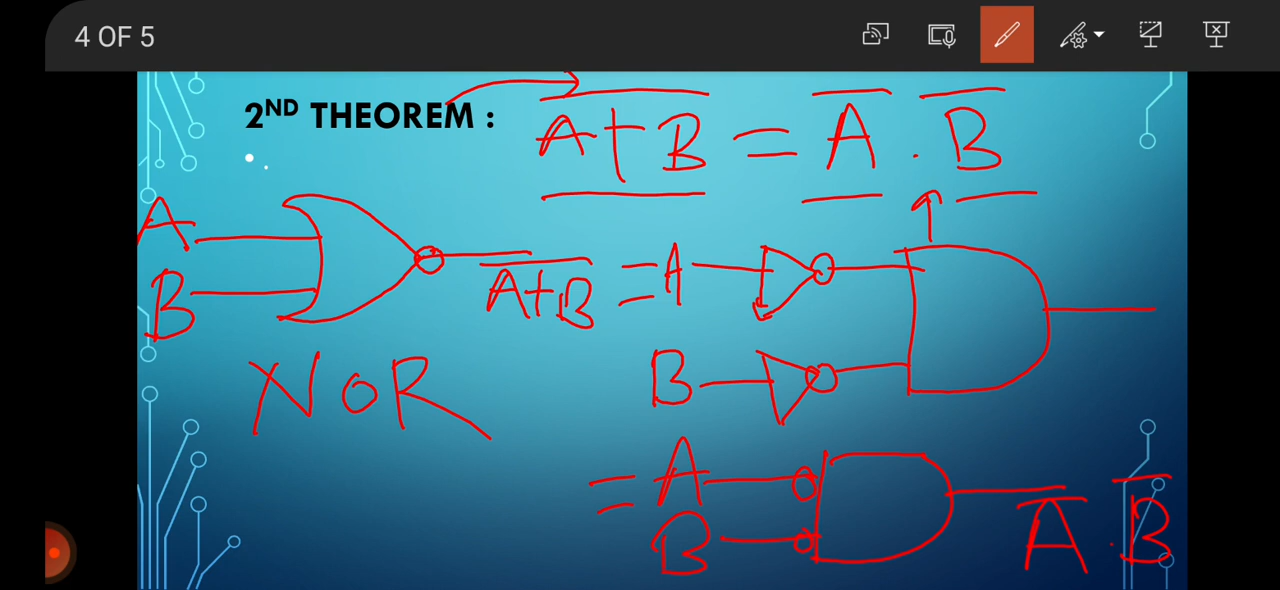 4 OF 5
2ND THEOREM : A̅+̅B̅ = A̅ . B̅
A
B
A̅+̅B̅ = A
B
NOR
= A
B
A̅ . B̅